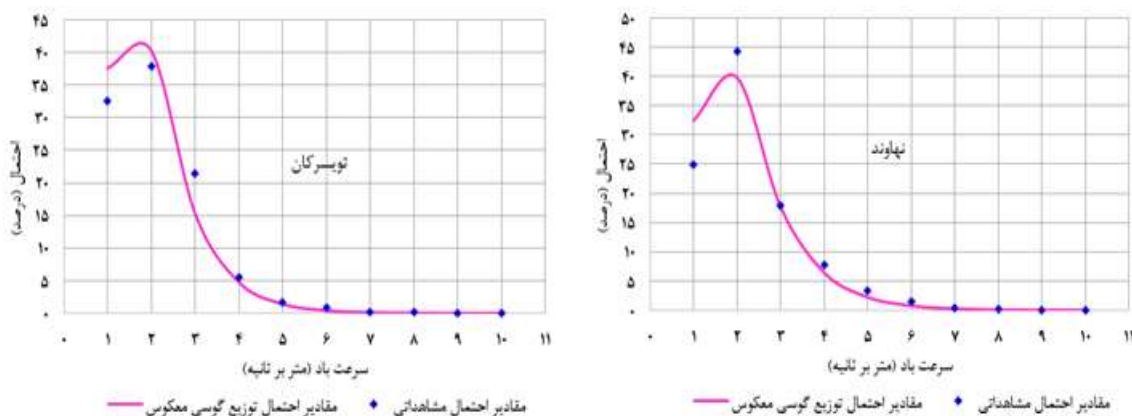 ۴۵
۴۰
۳۵
۳۰
۲۵
۲۰
۱۵
۱۰
۵
۰
احتمال (درصد)
تویسرکان
۰ ۱ ۲ ۳ ۴ ۵ ۶ ۷ ۸ ۹ ۱۰ ۱۱
سرعت باد (متر بر ثانیه)
مقادیر احتمال توزیع گوسی معکوس
مقادیر احتمال مشاهداتی
۵۰
۴۵
۴۰
۳۵
۳۰
۲۵
۲۰
۱۵
۱۰
۵
۰
احتمال (درصد)
نهاوند
۰ ۱ ۲ ۳ ۴ ۵ ۶ ۷ ۸ ۹ ۱۰ ۱۱
سرعت باد (متر بر ثانیه)
مقادیر احتمال توزیع گوسی معکوس
مقادیر احتمال مشاهداتی